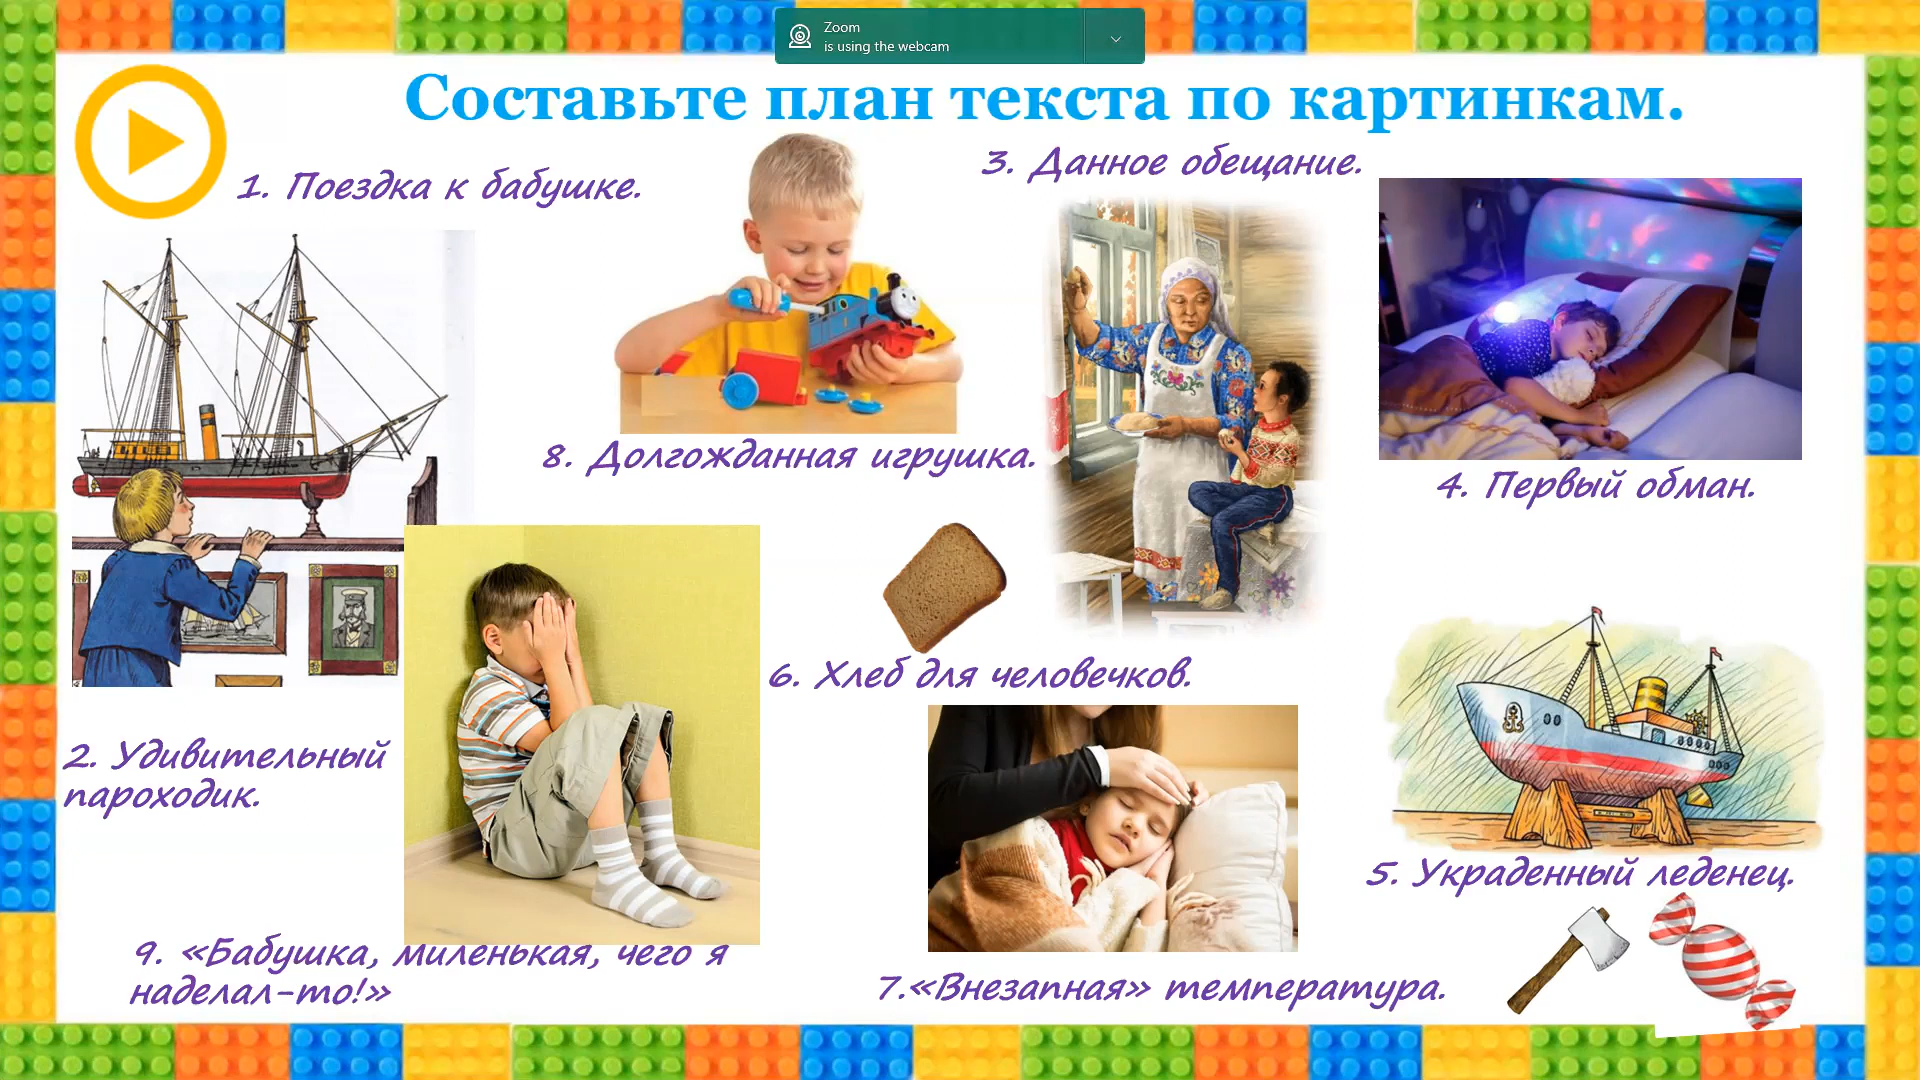 Zoom
is using the webcam
Составьте план текста по картинкам.
1. Поездка к бабушке.
3. Данное обещание.
8. Долгожданная игрушка.
4. Первый обман.
6. Хлеб для человечков.
2. Удивительный
пароходик.
5. Украденный леденец.
9. «Бабушка, миленькая, чего я
наделал-то!»
7.«Внезапная» температура.